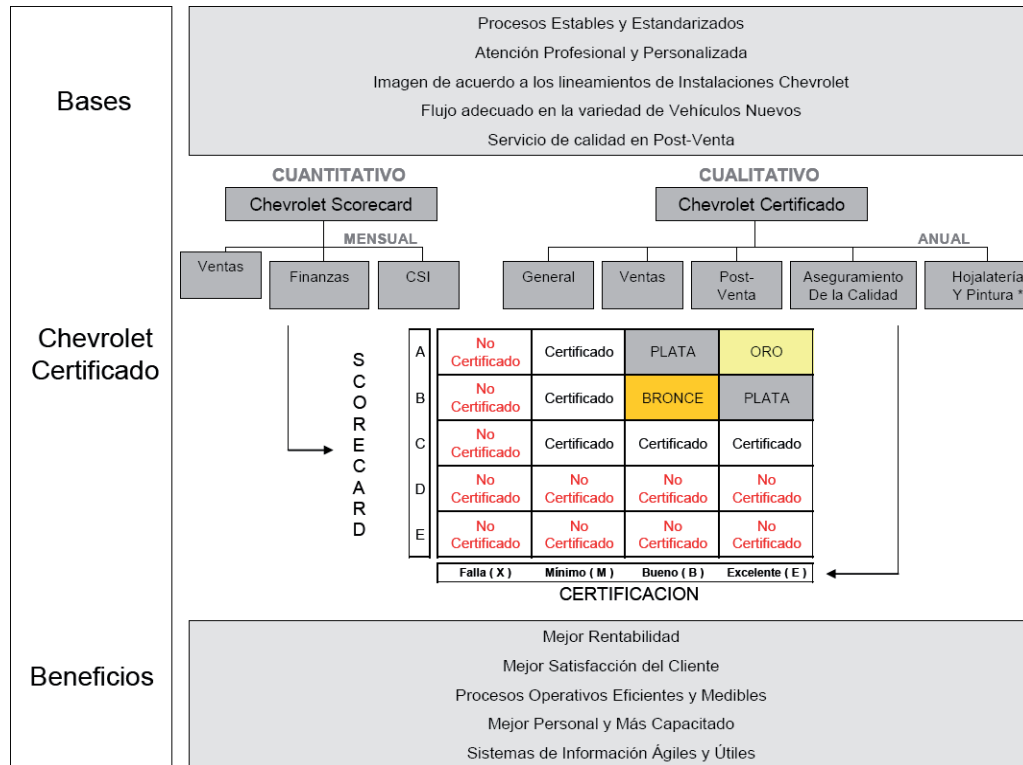 Bases
Procesos Estables y Estandarizados
Atención Profesional y Personalizada
Imagen de acuerdo a los lineamientos de Instalaciones Chevrolet
Flujo adecuado en la variedad de Vehículos Nuevos
Servicio de calidad en Post-Venta
CUANTITATIVO
CUALITATIVO
Chevrolet Scorecard
Chevrolet Certificado
MENSUAL
ANUAL
Ventas
Finanzas
CSI
General
Ventas
Post-
Venta
Aseguramiento
De la Calidad
Hojalatería
Y Pintura *
Chevrolet
Certificado
SCORECARD
A
No
Certificado
Certificado
PLATA
ORO
B
No
Certificado
Certificado
BRONCE
PLATA
C
No
Certificado
Certificado
Certificado
Certificado
D
No
Certificado
No
Certificado
No
Certificado
No
Certificado
E
No
Certificado
No
Certificado
No
Certificado
No
Certificado
Falla ( X )
Mínimo ( M )
Bueno ( B )
Excelente ( E )
CERTIFICACION
Beneficios
Mejor Rentabilidad
Mejor Satisfacción del Cliente
Procesos Operativos Eficientes y Medibles
Mejor Personal y Más Capacitado
Sistemas de Información Ágiles y Útiles